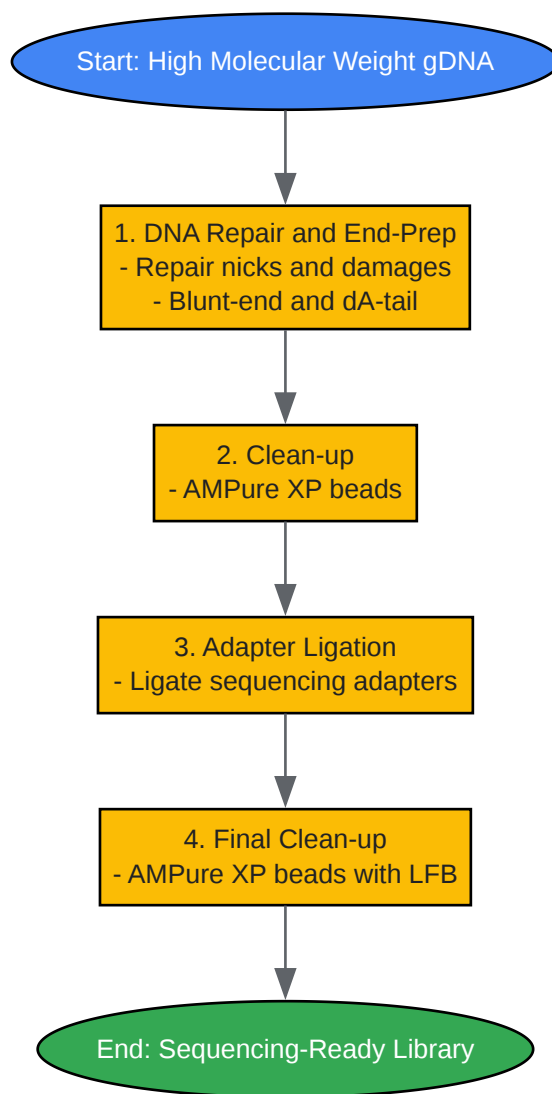 Start: High Molecular Weight gDNA
1. DNA Repair and End-Prep
- Repair nicks and damages
- Blunt-end and dA-tail
2. Clean-up
- AMPure XP beads
3. Adapter Ligation
- Ligate sequencing adapters
4. Final Clean-up
- AMPure XP beads with LFB
End: Sequencing-Ready Library